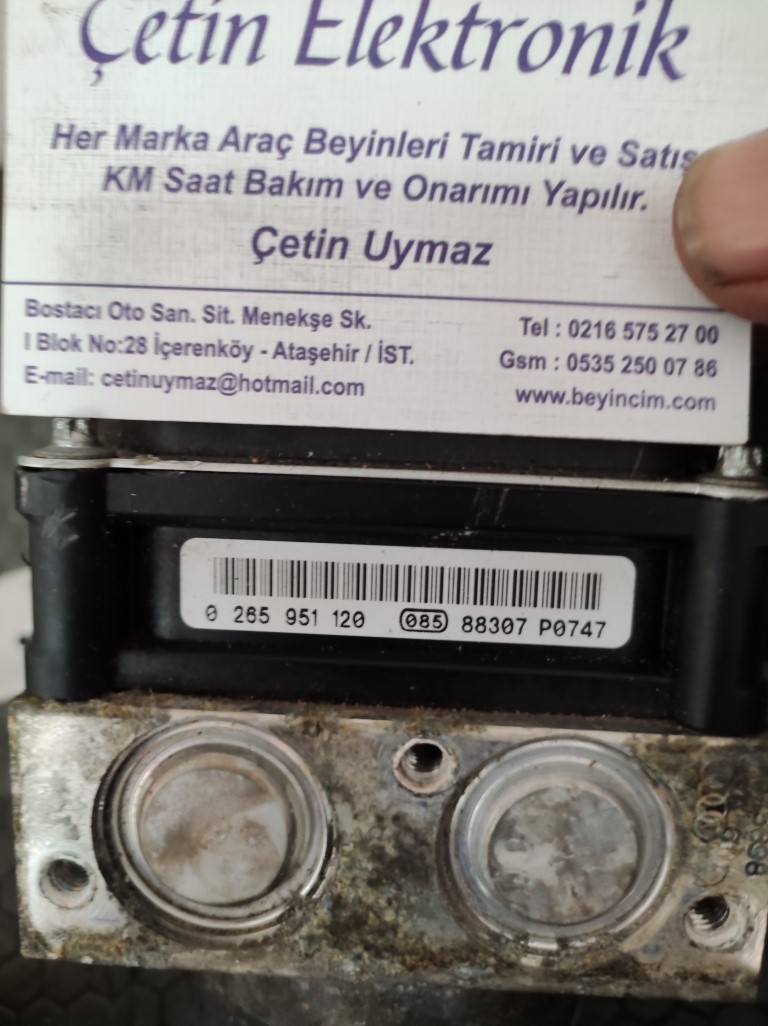 Çetin Elektronik
Her Marka Araç Beyinleri Tamiri ve Satış
KM Saat Bakım ve Onarımı Yapılır.
Çetin Uymaz
Bostacı Oto San. Sit. Menekşe Sk.
I Blok No:28 İçerenköy - Ataşehir / İST.
E-mail: cetinuymaz@hotmail.com
Tel : 0216 575 27 00
Gsm : 0535 250 07 86
www.beyincim.com
0 265 951 120 085 88307 P0747